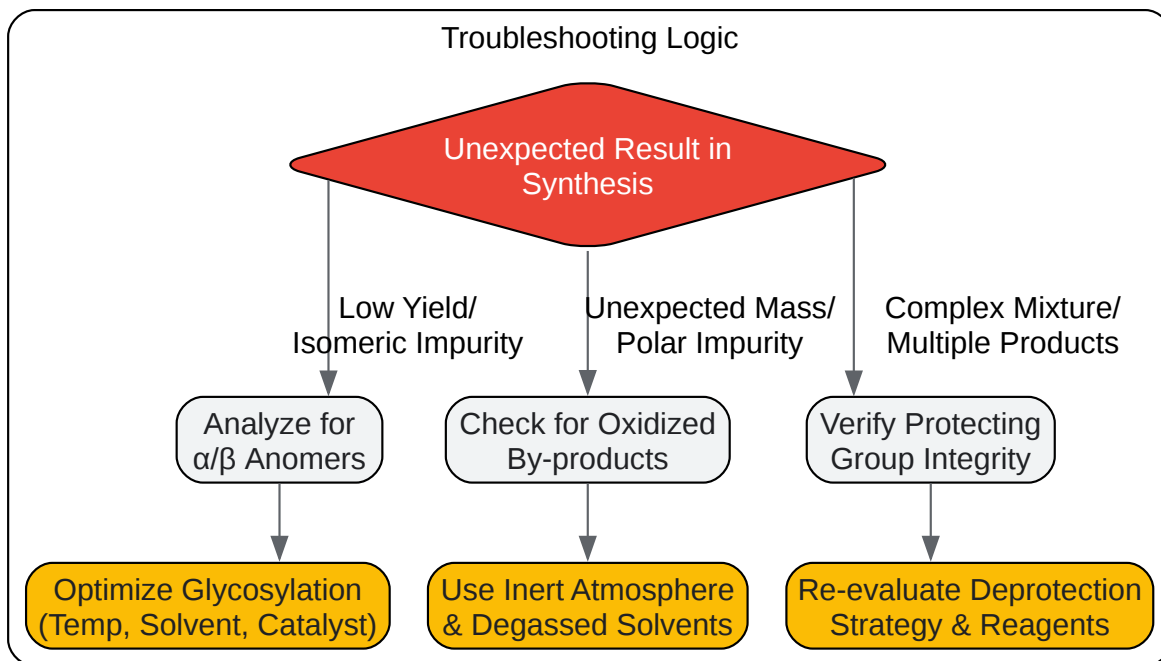 Troubleshooting Logic
Unexpected Result in
Synthesis
Low Yield/
Isomeric Impurity
Unexpected Mass/
Polar Impurity
Complex Mixture/
Multiple Products
Analyze for
α/β Anomers
Check for Oxidized
By-products
Verify Protecting
Group Integrity
Optimize Glycosylation
(Temp, Solvent, Catalyst)
Use Inert Atmosphere
& Degassed Solvents
Re-evaluate Deprotection
Strategy & Reagents